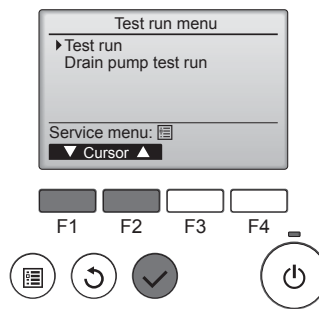 Test run menu
Test run
Drain pump test run
Service menu:
▼ Cursor ▲
F1 F2 F3 F4